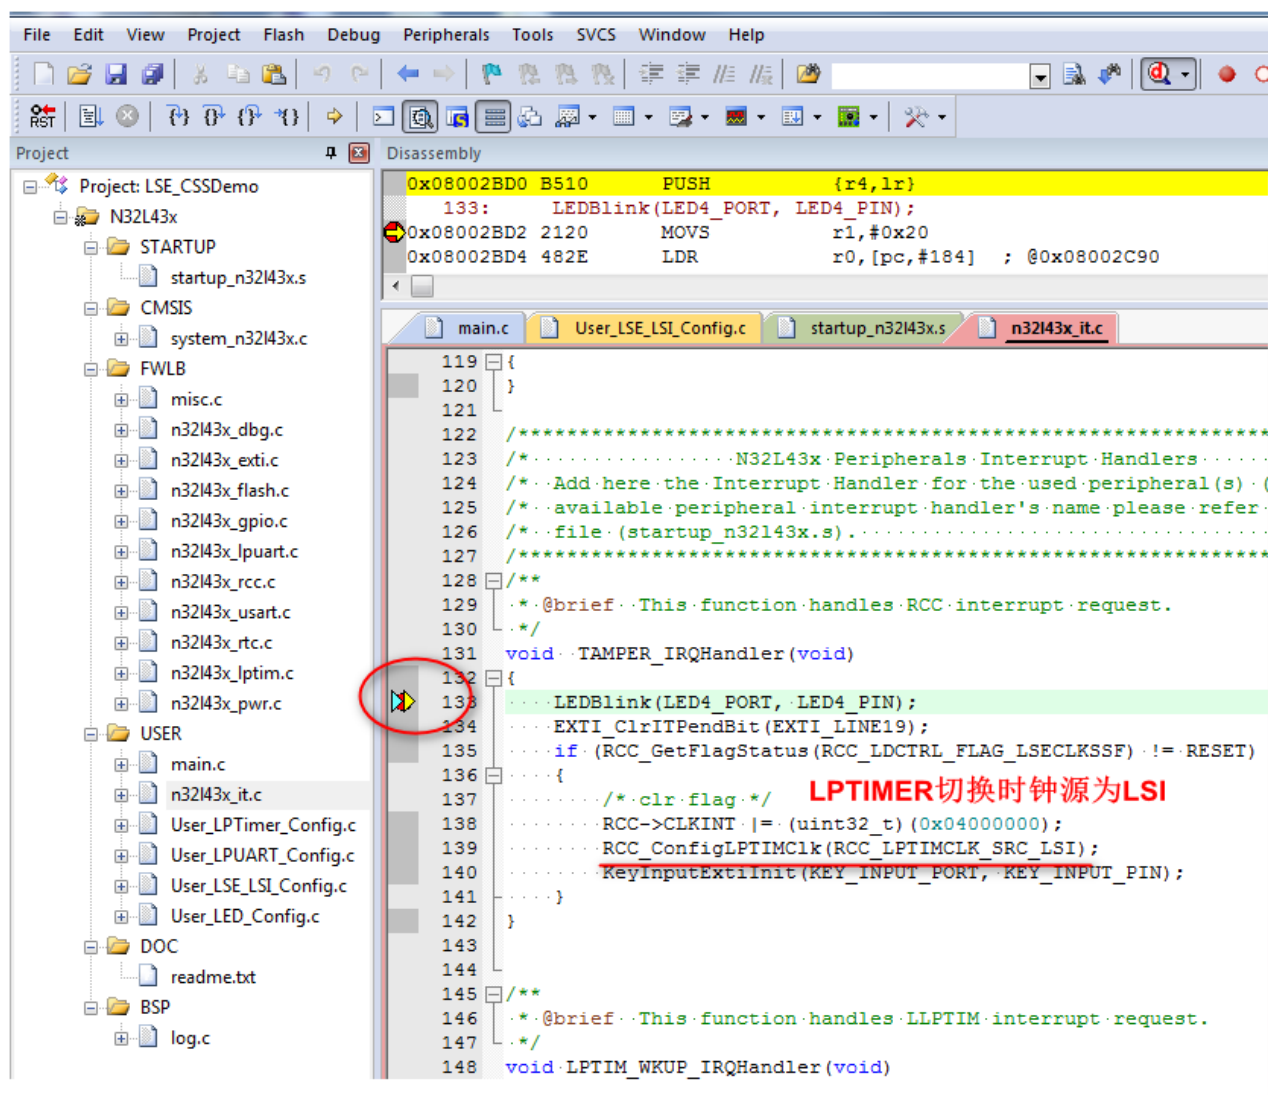 File Edit View Project Flash Debug Peripherals Tools SVCS Window Help
RST
Project
Project: LSE_CSSDemo
N32L43x
STARTUP
startup_n32l43x.s
CMSIS
system_n32l43x.c
FWLB
misc.c
n32l43x_dbg.c
n32l43x_exti.c
n32l43x_flash.c
n32l43x_gpio.c
n32l43x_lpuart.c
n32l43x_rcc.c
n32l43x_usart.c
n32l43x_rtc.c
n32l43x_lptim.c
n32l43x_pwr.c
USER
main.c
n32l43x_it.c
User_LPTimer_Config.c
User_LPUART_Config.c
User_LSE_LSI_Config.c
User_LED_Config.c
DOC
readme.txt
BSP
log.c
Disassembly
0x08002BD0 B510 PUSH {r4,lr}
133: LEDBlink(LED4_PORT, LED4_PIN);
0x08002BD2 2120 MOVS r1,#0x20
0x08002BD4 482E LDR r0,[pc,#184] ; @0x08002C90
main.c User_LSE_LSI_Config.c startup_n32l43x.s n32l43x_it.c
119 {
120 }
121
122 /******************************************************************
123 /* N32L43x Peripherals Interrupt Handlers
124 /* Add here the Interrupt Handler for the used peripheral(s) (
125 /* available peripheral interrupt handler's name please refer
126 /* file (startup_n32l43x.s).
127 /******************************************************************
128 /**
129 * @brief This function handles RCC interrupt request.
130 */
131 void TAMPER_IRQHandler(void)
132 {
133 LEDBlink(LED4_PORT, LED4_PIN);
134 EXTI_ClrITPendBit(EXTI_LINE19);
135 if (RCC_GetFlagStatus(RCC_LDCTRL_FLAG_LSECLKSSF) != RESET)
136 {
137 /* clr flag */ LPTIMER切换时钟源为LSI
138 RCC->CLKINT |= (uint32_t)(0x04000000);
139 RCC_ConfigLPTIMClk(RCC_LPTIMCLK_SRC_LSI);
140 KeyInputExtiInit(KEY_INPUT_PORT, KEY_INPUT_PIN);
141 }
142 }
143
144
145 /**
146 * @brief This function handles LLPTIM interrupt request.
147 */
148 void LPTIM_WKUP_IRQHandler(void)